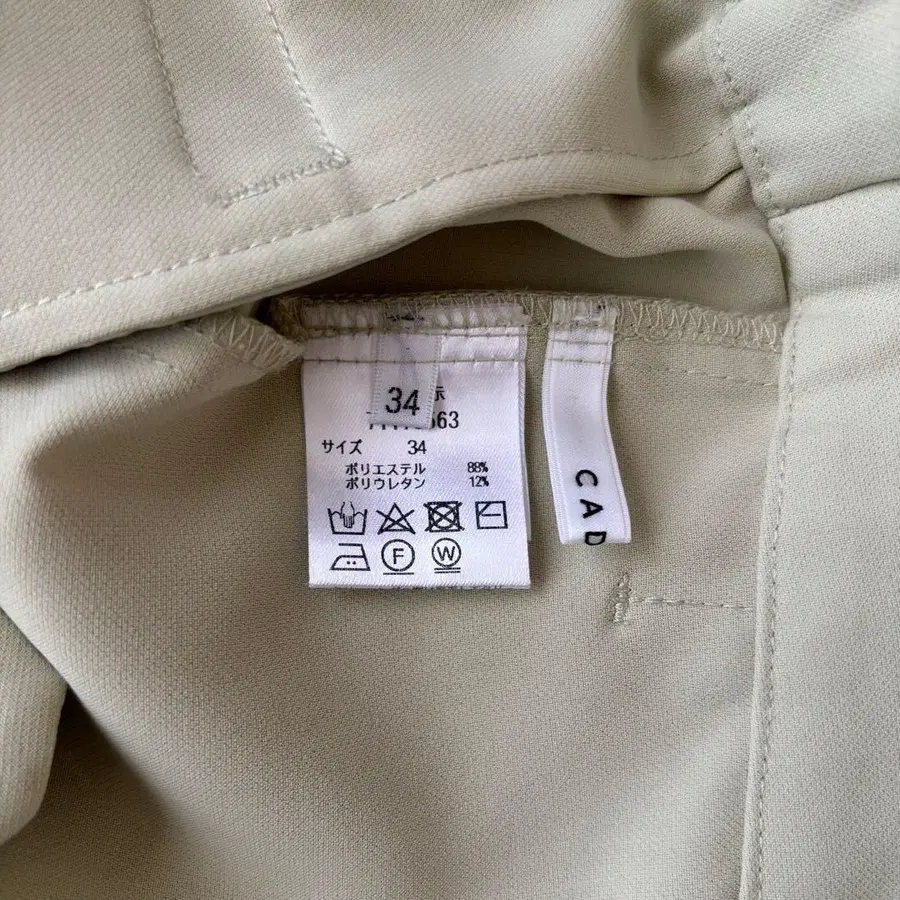 34
サイズ 34
ポリエステル 88%
ポリウレタン 12%
F W
CAD